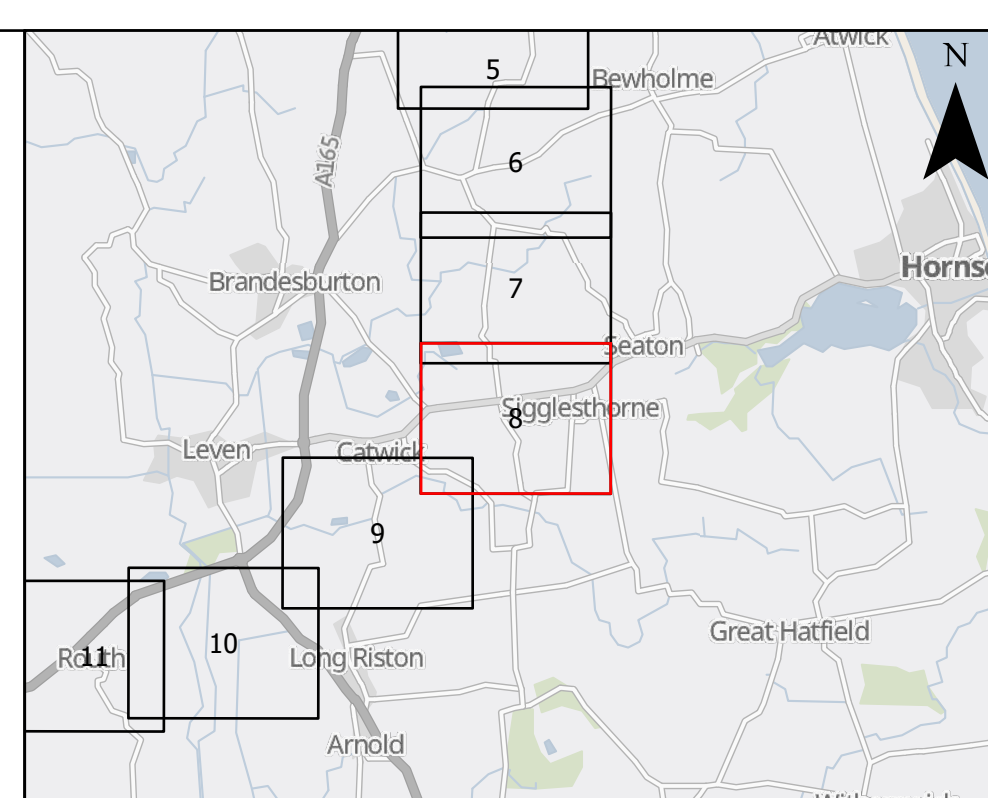 Atwick
N
5
Bewholme
A165
6
Brandesburton
Hornse
7
Seaton
Sigglesthorne
8
Leven
Catwick
9
Great Hatfield
10
Routh
11
Long Riston
Arnold